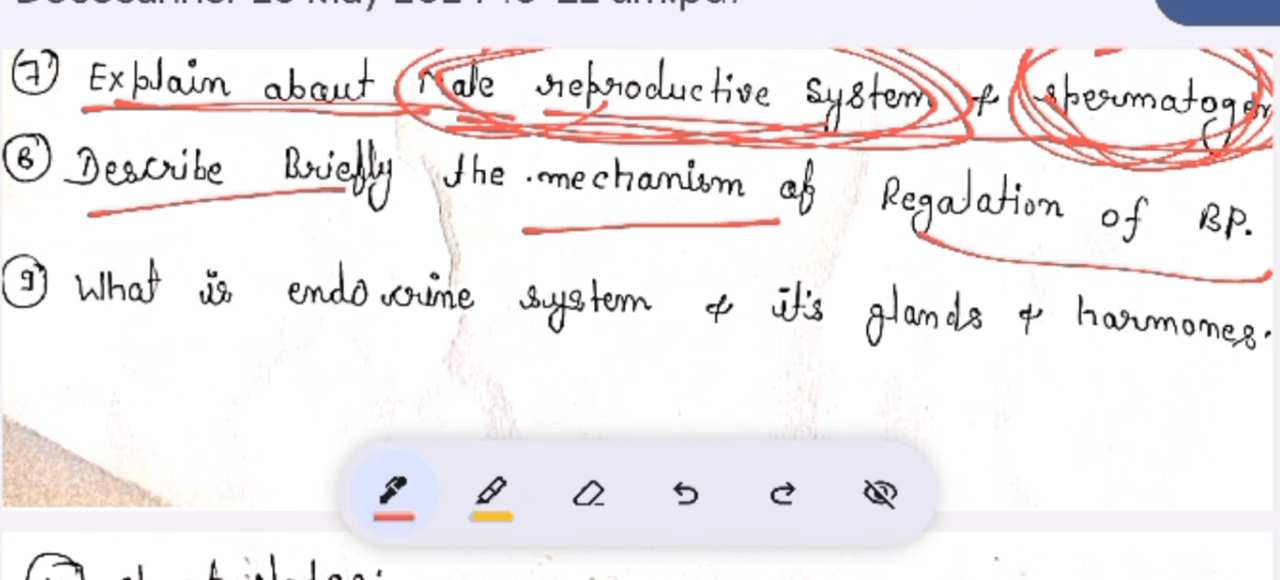 ⑦ Explain about Male reproductive system &
⑧ Describe Briefly the mechanism of Regalation of BP.
⑨ What is endocrine system & it's glands & harmones.